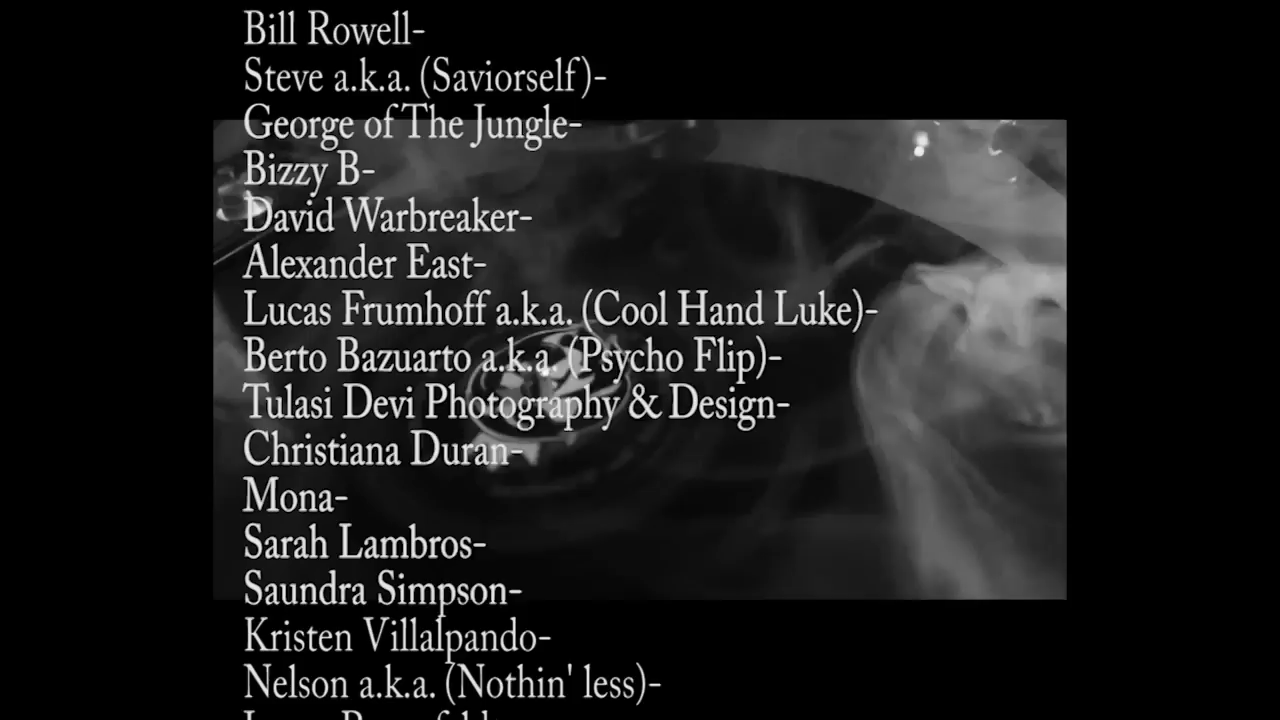 Bill Rowell-
Steve a.k.a. (Saviorself)-
George of The Jungle-
Bizzy B-
David Warbreaker-
Alexander East-
Lucas Frumhoff a.k.a. (Cool Hand Luke)-
Berto Bazuarto a.k.a. (Psycho Flip)-
Tulasi Devi Photography & Design-
Christiana Duran-
Mona-
Sarah Lambros-
Saundra Simpson-
Kristen Villalpando-
Nelson a.k.a. (Nothin' less)-